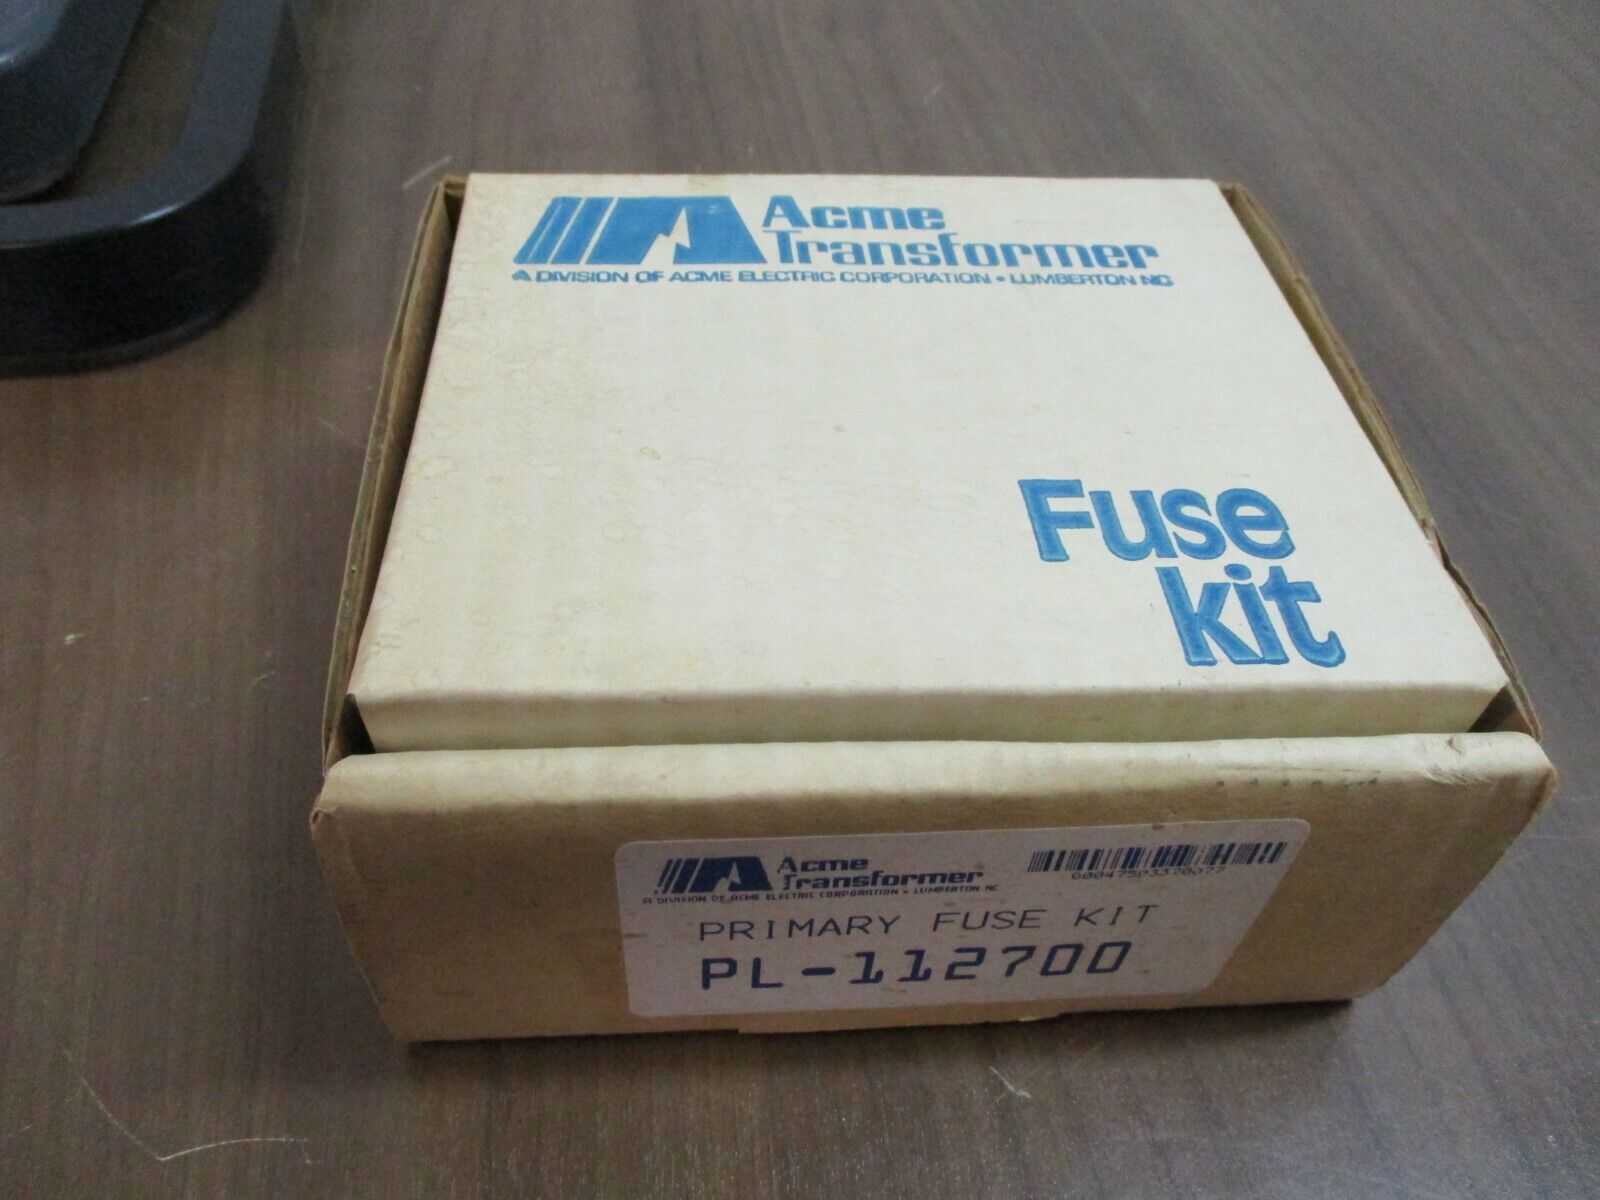 Acme
Transformer
A DIVISION OF ACME ELECTRIC CORPORATION • LUMBERTON NC
Fuse
kit
Acme
Transformer
A DIVISION OF ACME ELECTRIC CORPORATION • LUMBERTON NC
PRIMARY FUSE KIT
PL-112700